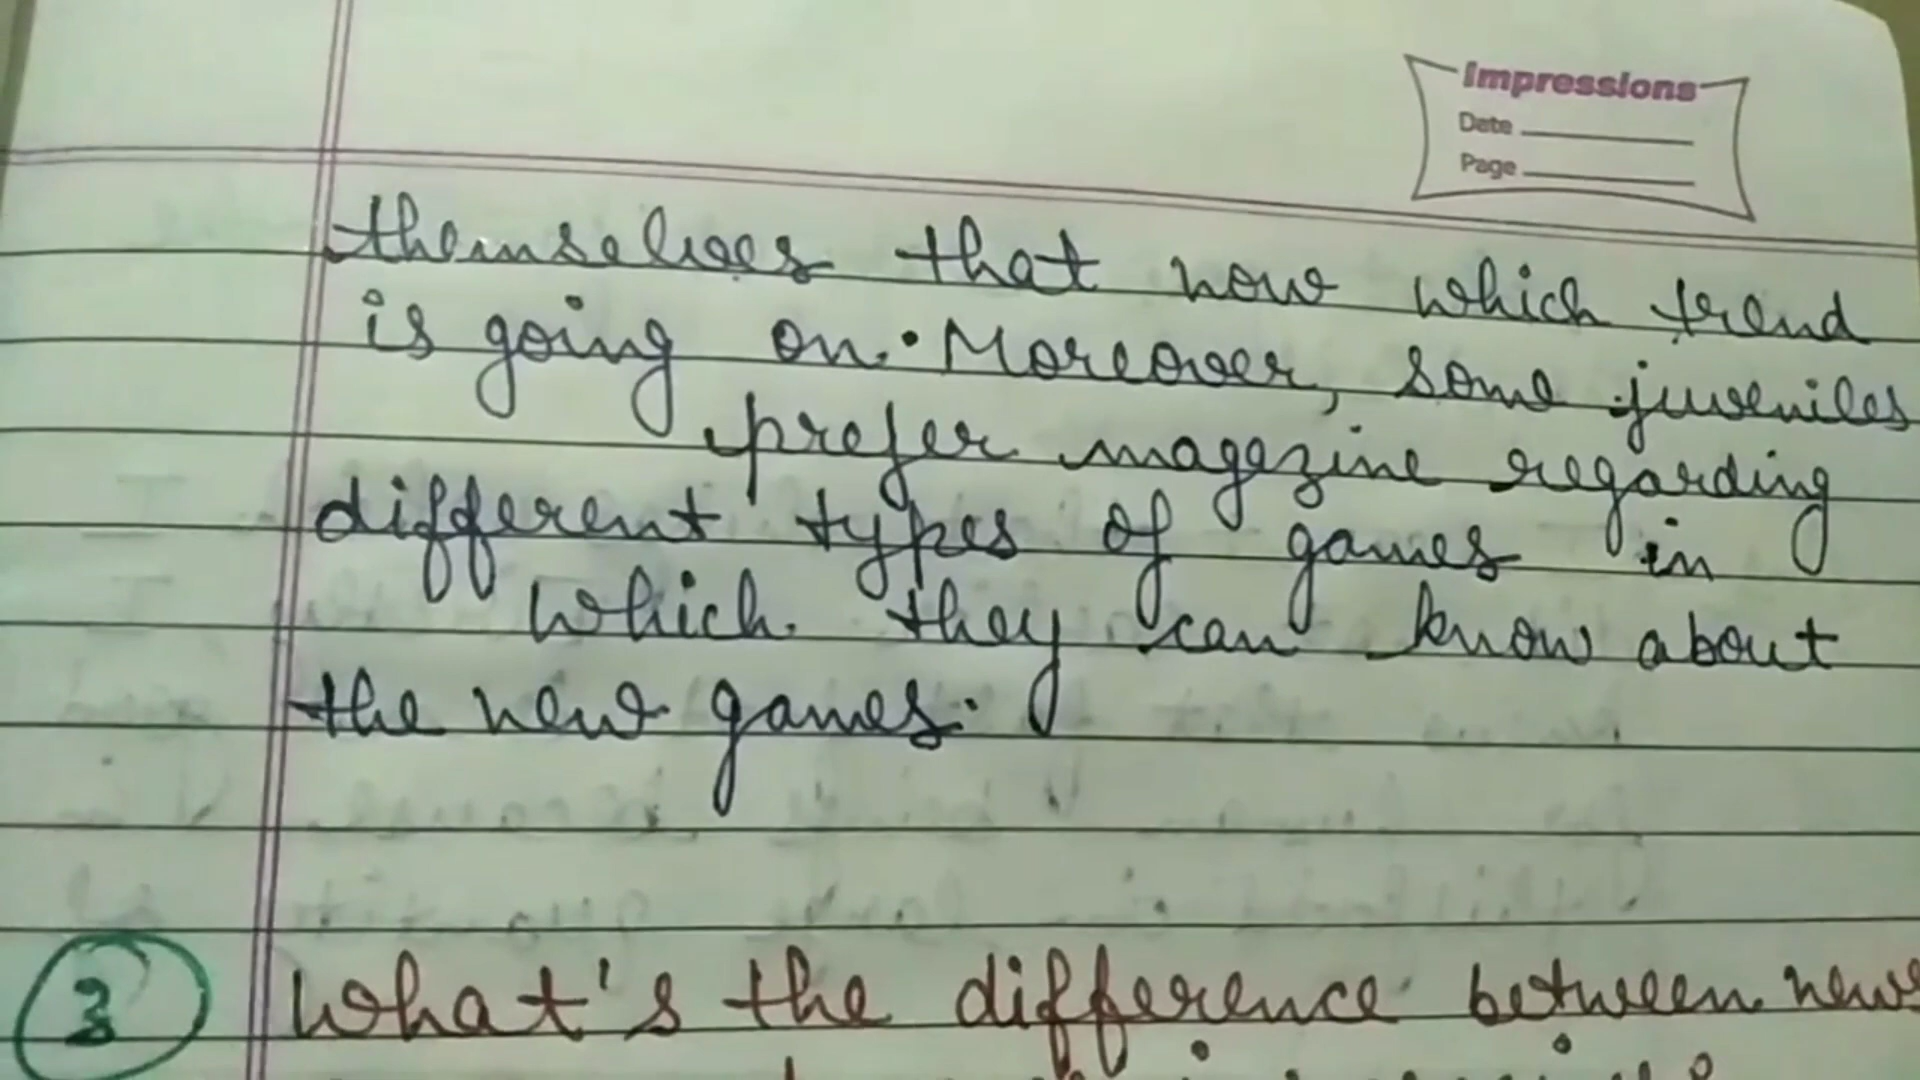 Impressions
Date
Page
themselves that now which trend
is going on. Moreover, some juveniles
prefer magezine regarding
different types of games in
which they can know about
the new games.
3 What's the difference between news